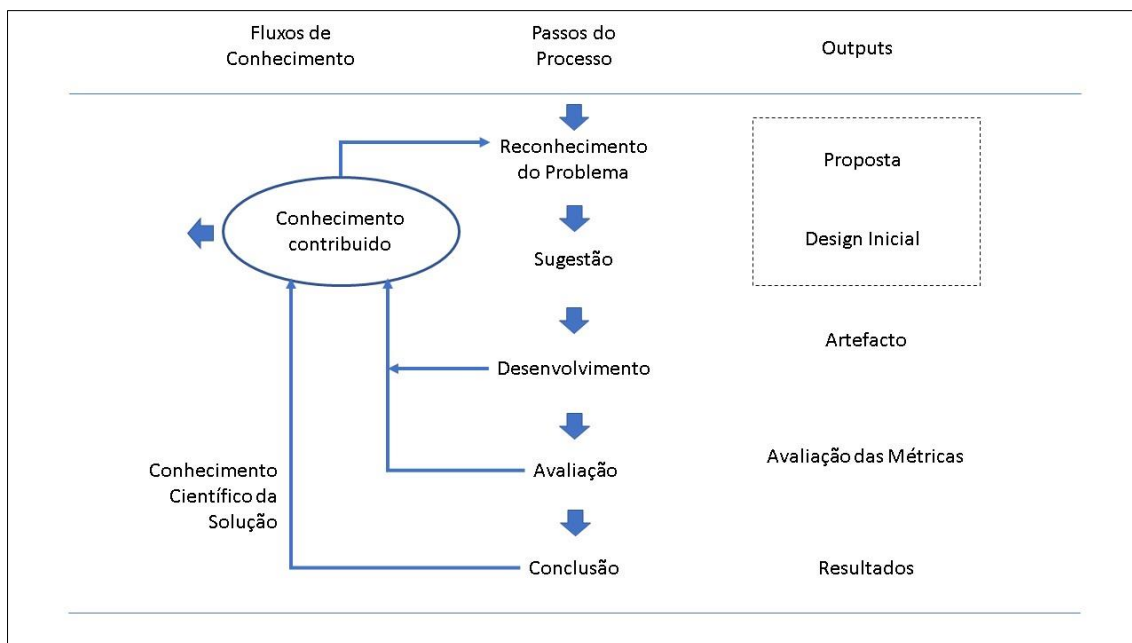 Fluxos de
Conhecimento
Passos do
Processo
Outputs
Reconhecimento
do Problema
Proposta
Conhecimento
contribuido
Sugestão
Design Inicial
Desenvolvimento
Artefacto
Conhecimento
Científico da
Solução
Avaliação
Avaliação das Métricas
Conclusão
Resultados